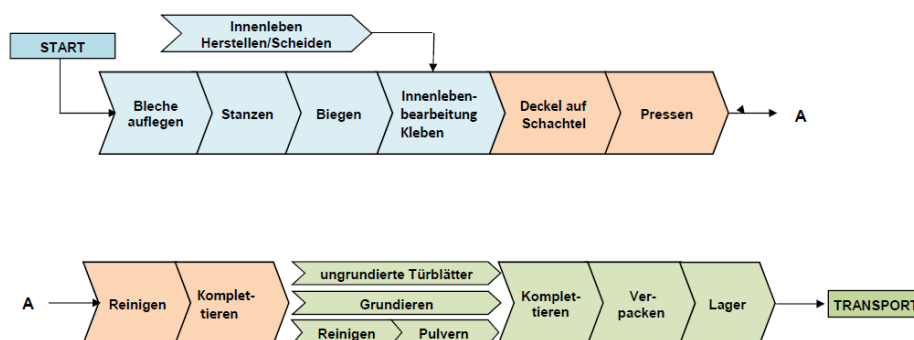 START
Innenleben
Herstellen/Scheiden
Bleche
auflegen
Stanzen
Biegen
Innenleben-
bearbeitung
Kleben
Deckel auf
Schachtel
Pressen
A
A
Reinigen
Komplet-
tieren
ungrundierte Türblätter
Grundieren
Reinigen
Pulvern
Komplet-
tieren
Ver-
packen
Lager
TRANSPORT